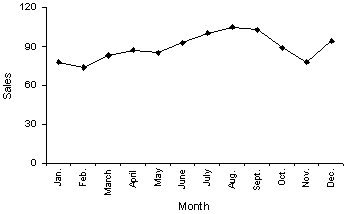 120
90
60
30
0
Sales
Jan.
Feb.
March
April
May
June
July
Aug.
Sept.
Oct.
Nov.
Dec.
Month